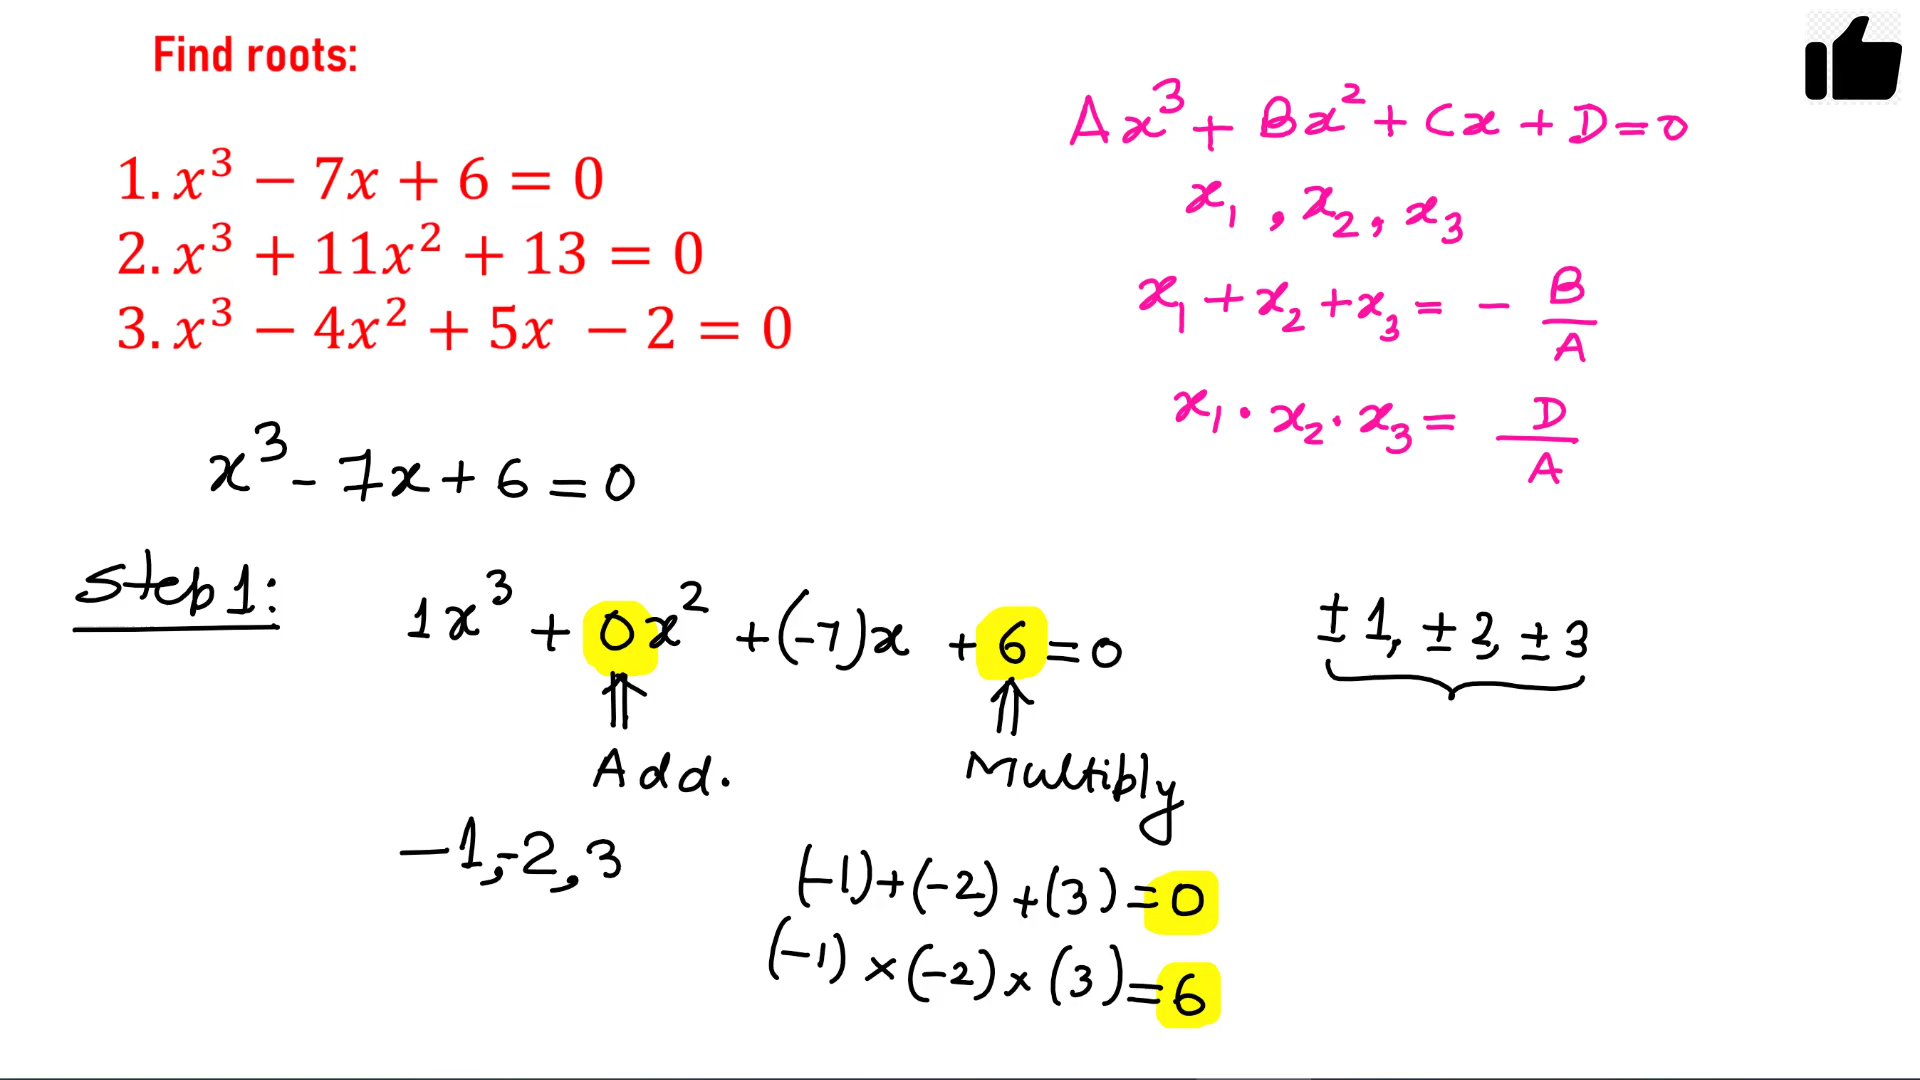 Find roots:
1. x³ − 7x + 6 = 0
2. x³ + 11x² + 13 = 0
3. x³ − 4x² + 5x − 2 = 0
Ax³ + Bx² + Cx + D = 0
x₁ , x₂ , x₃
x₁ + x₂ + x₃ = − B/A
x₁ · x₂ · x₃ = D/A
x³ - 7x + 6 = 0
Step 1:
1x³ + 0x² + (-7)x + 6 = 0
± 1, ± 2, ± 3
Add.
Multiply
-1, -2, 3
(-1) + (-2) + (3) = 0
(-1) × (-2) × (3) = 6